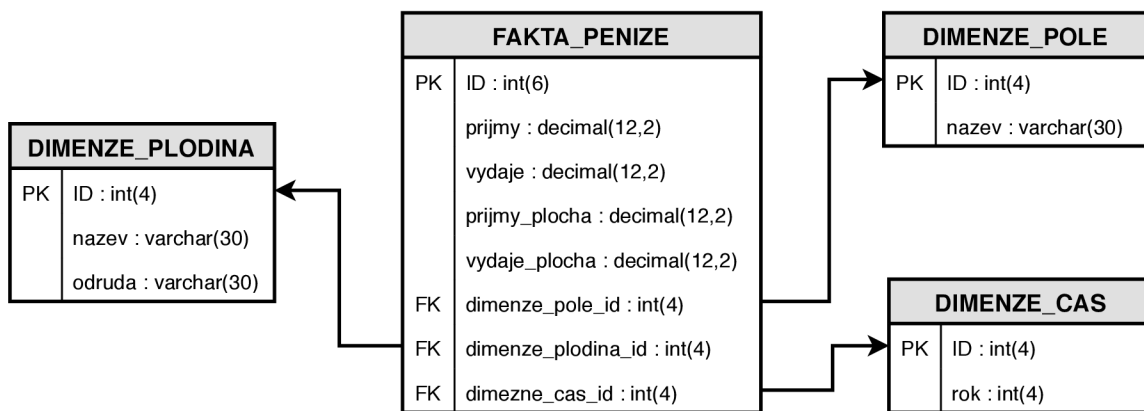 FAKTA_PENIZE
PK ID : int(6)
prijmy : decimal(12,2)
vydaje : decimal(12,2)
prijmy_plocha : decimal(12,2)
vydaje_plocha : decimal(12,2)
FK dimenze_pole_id : int(4)
FK dimenze_plodina_id : int(4)
FK dimezne_cas_id : int(4)
DIMENZE_PLODINA
PK ID : int(4)
nazev : varchar(30)
odruda : varchar(30)
DIMENZE_POLE
PK ID : int(4)
nazev : varchar(30)
DIMENZE_CAS
PK ID : int(4)
rok : int(4)